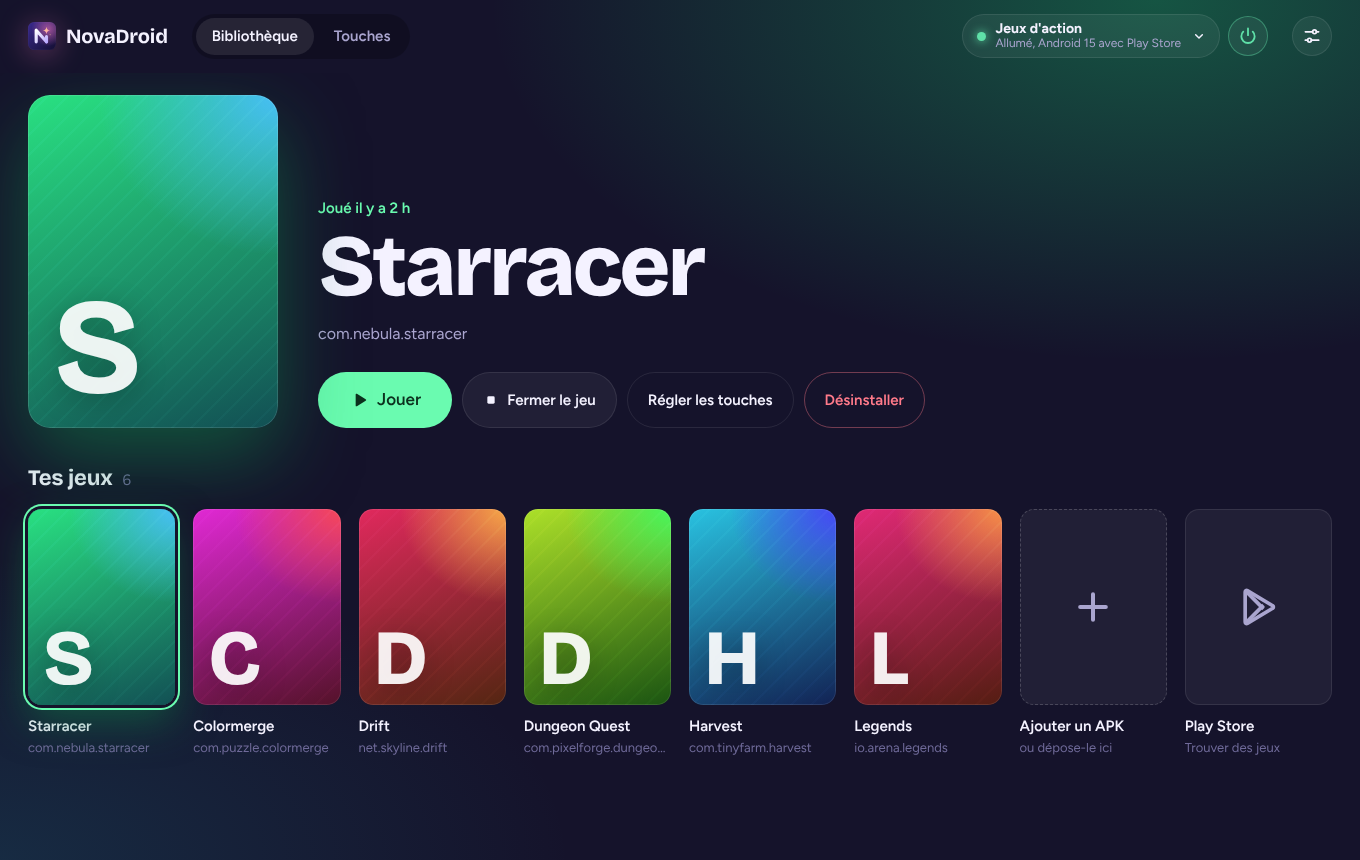 NovaDroid
Bibliothèque
Touches
Jeux d'action
Allumé, Android 15 avec Play Store
S
Joué il y a 2 h
Starracer
com.nebula.starracer
Jouer
Fermer le jeu
Régler les touches
Désinstaller
Tes jeux 6
S
C
D
D
H
L
Starracer
Colormerge
Drift
Dungeon Quest
Harvest
Legends
Ajouter un APK
Play Store
com.nebula.starracer
com.puzzle.colormerge
net.skyline.drift
com.pixelforge.dungeo...
com.tinyfarm.harvest
io.arena.legends
ou dépose-le ici
Trouver des jeux